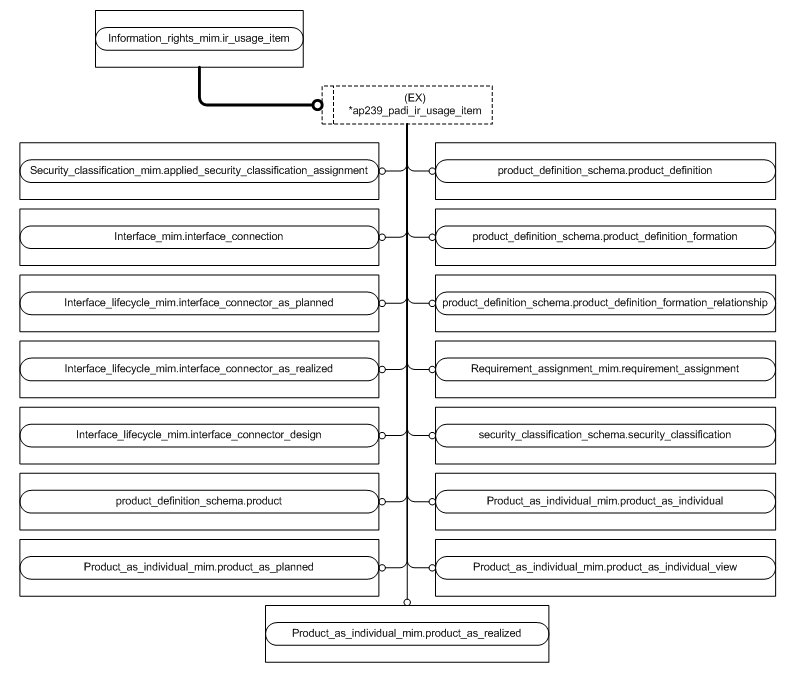 Information_rights_mim.ir_usage_item
(EX)
*ap239_padi_ir_usage_item
Security_classification_mim.applied_security_classification_assignment
product_definition_schema.product_definition
Interface_mim.interface_connection
product_definition_schema.product_definition_formation
Interface_lifecycle_mim.interface_connector_as_planned
product_definition_schema.product_definition_formation_relationship
Interface_lifecycle_mim.interface_connector_as_realized
Requirement_assignment_mim.requirement_assignment
Interface_lifecycle_mim.interface_connector_design
security_classification_schema.security_classification
product_definition_schema.product
Product_as_individual_mim.product_as_individual
Product_as_individual_mim.product_as_planned
Product_as_individual_mim.product_as_individual_view
Product_as_individual_mim.product_as_realized